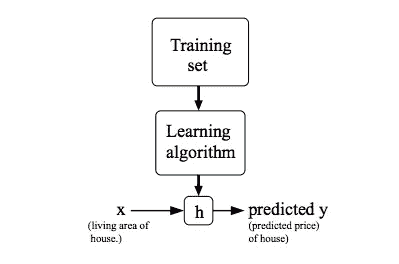 Training
set
Learning
algorithm
x h predicted y
(living area of (predicted price)
house.) of house)